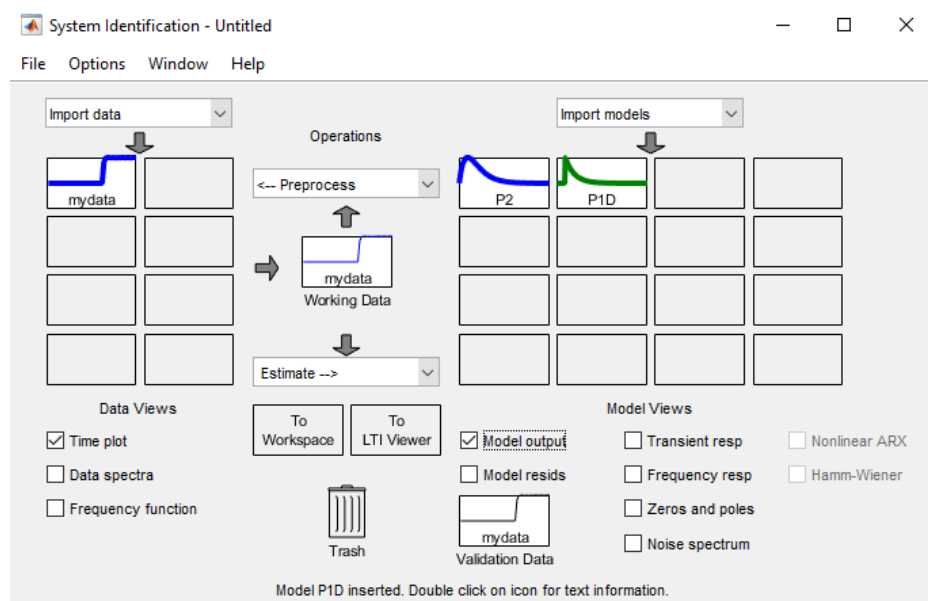 System Identification - Untitled
File Options Window Help
Import data
Import models
Operations
mydata
<-- Preprocess
P2
P1D
mydata
Working Data
Estimate -->
Data Views
To Workspace
To LTI Viewer
Model Views
Time plot
Data spectra
Frequency function
Model output
Model resids
Transient resp
Frequency resp
Zeros and poles
Noise spectrum
Nonlinear ARX
Hamm-Wiener
Trash
mydata
Validation Data
Model P1D inserted. Double click on icon for text information.